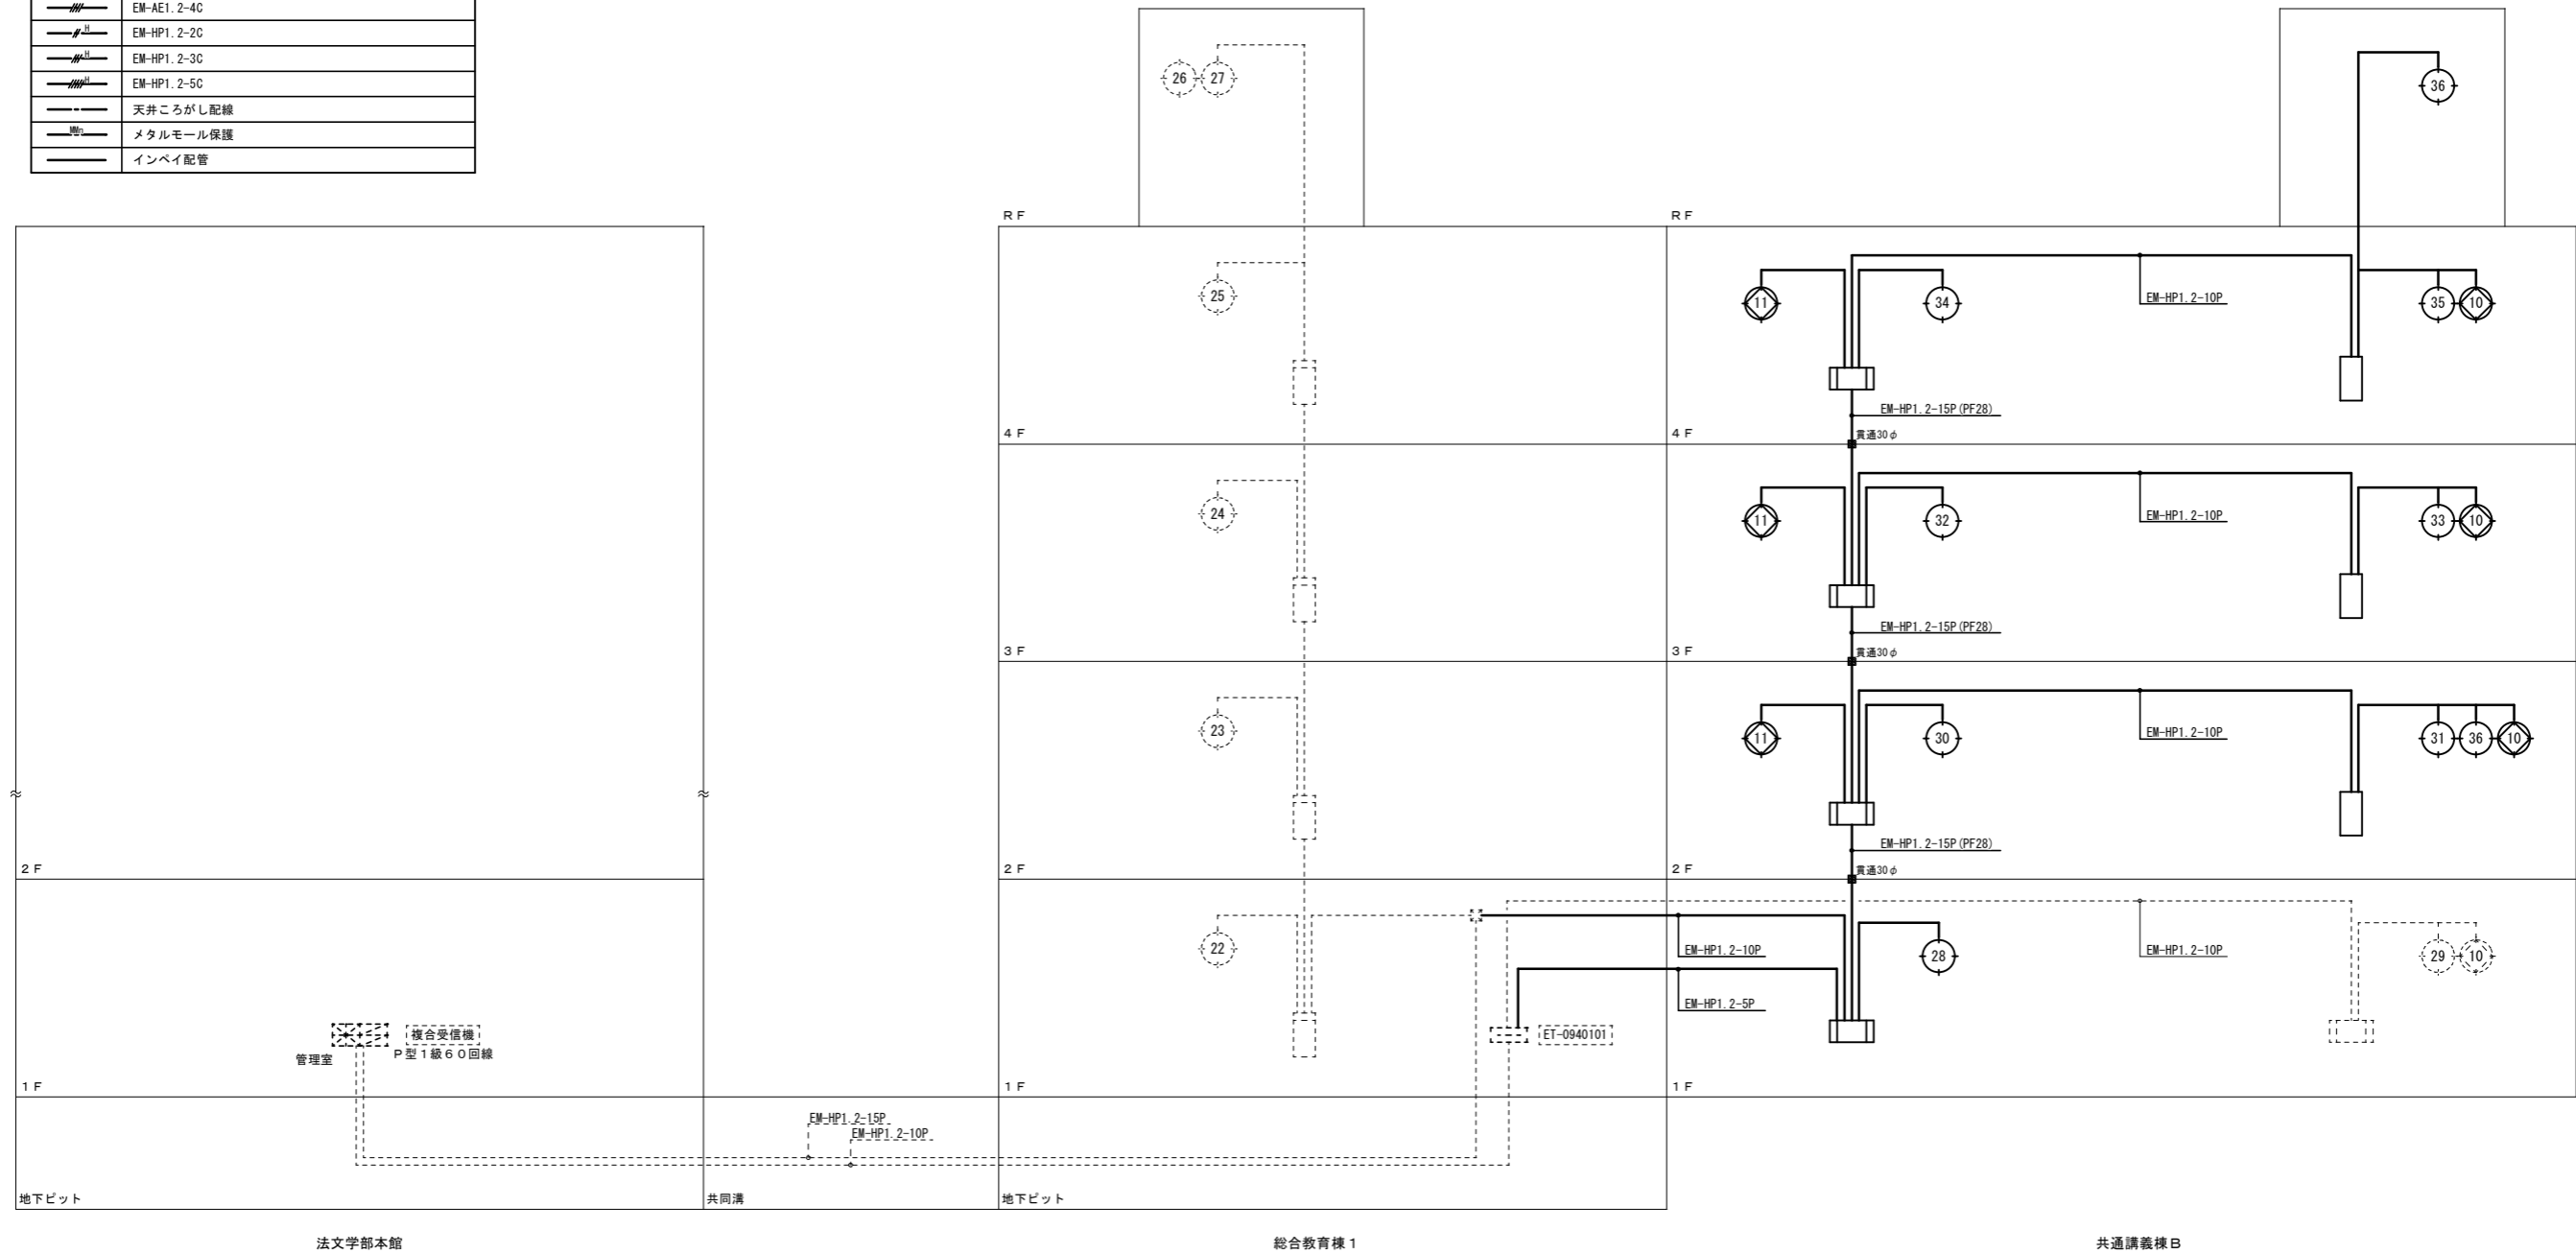 EM-AE1.2-4C
H
EM-HP1.2-2C
H
EM-HP1.2-3C
H
EM-HP1.2-5C
天井ころがし配線
メタルモール保護
インペイ配管
26 27
36
RF
RF
25
11
34
EM-HP1.2-10P
35 10
EM-HP1.2-15P(PF28)
4F
4F
貫通30φ
24
11
32
EM-HP1.2-10P
33 10
EM-HP1.2-15P(PF28)
3F
3F
貫通30φ
23
11
30
EM-HP1.2-10P
31 36 10
EM-HP1.2-15P(PF28)
2F
2F
2F
貫通30φ
22
EM-HP1.2-10P
28
EM-HP1.2-10P
29 10
EM-HP1.2-5P
複合受信機
ET-0940101
P型1級60回線
管理室
1F
1F
1F
EM-HP1.2-15P
EM-HP1.2-10P
地下ピット
共同溝
地下ピット
法文学部本館
総合教育棟1
共通講義棟B